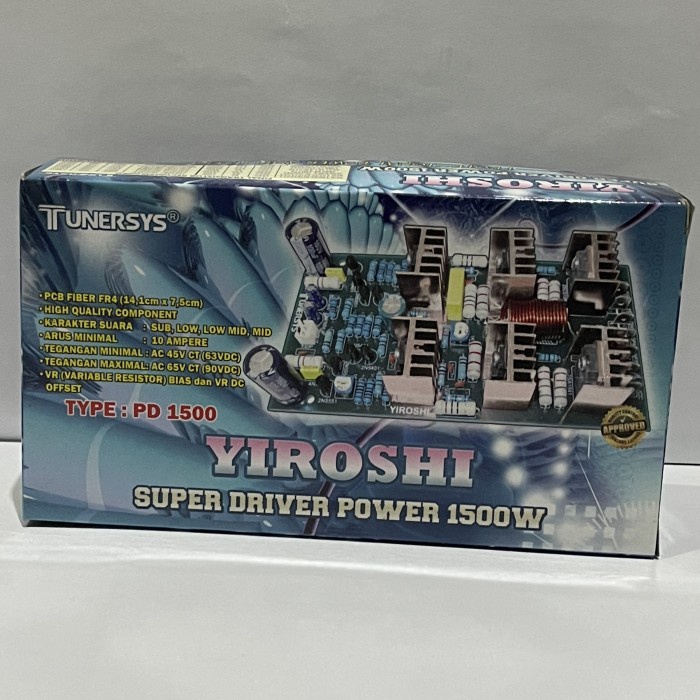 YIROSHI
TUNERSYS®
• PCB FIBER FR4 (14,1cm x 7,5cm)
• HIGH QUALITY COMPONENT
• KARAKTER SUARA : SUB, LOW, LOW MID, MID
• ARUS MINIMAL : 10 AMPERE
• TEGANGAN MINIMAL : AC 45V CT (63VDC)
• TEGANGAN MAXIMAL : AC 65V CT (90VDC)
• VR (VARIABLE RESISTOR) BIAS dan VR DC
OFFSET
TYPE : PD 1500
TUNERSYS
YIROSHI
APPROVED
YIROSHI
SUPER DRIVER POWER 1500W